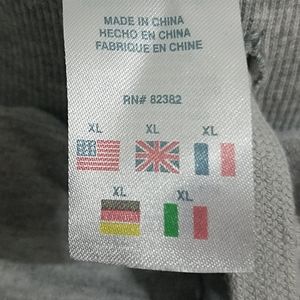 MADE IN CHINA
HECHO EN CHINA
FABRIQUE EN CHINE
RN# 82382
XL XL XL
XL XL